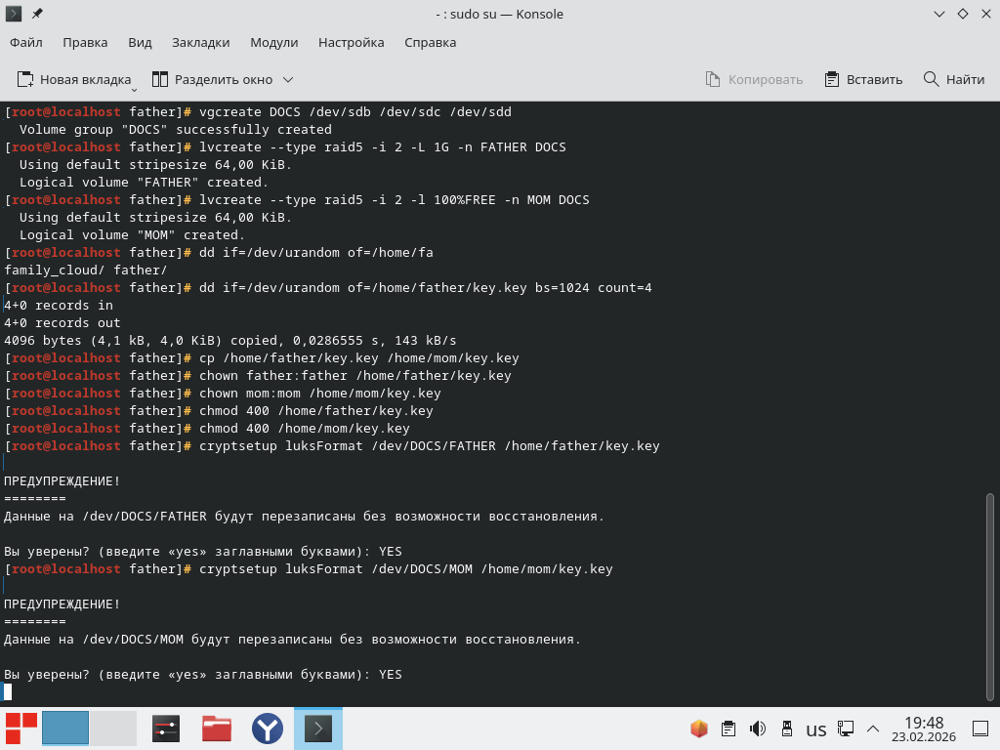 - : sudo su — Konsole
Файл Правка Вид Закладки Модули Настройка Справка
Новая вкладка Разделить окно Копировать Вставить Найти
[root@localhost father]# vgcreate DOCS /dev/sdb /dev/sdc /dev/sdd
  Volume group "DOCS" successfully created
[root@localhost father]# lvcreate --type raid5 -i 2 -L 1G -n FATHER DOCS
  Using default stripesize 64,00 KiB.
  Logical volume "FATHER" created.
[root@localhost father]# lvcreate --type raid5 -i 2 -l 100%FREE -n MOM DOCS
  Using default stripesize 64,00 KiB.
  Logical volume "MOM" created.
[root@localhost father]# dd if=/dev/urandom of=/home/fa
family_cloud/ father/
[root@localhost father]# dd if=/dev/urandom of=/home/father/key.key bs=1024 count=4
4+0 records in
4+0 records out
4096 bytes (4,1 kB, 4,0 KiB) copied, 0,0286555 s, 143 kB/s
[root@localhost father]# cp /home/father/key.key /home/mom/key.key
[root@localhost father]# chown father:father /home/father/key.key
[root@localhost father]# chown mom:mom /home/mom/key.key
[root@localhost father]# chmod 400 /home/father/key.key
[root@localhost father]# chmod 400 /home/mom/key.key
[root@localhost father]# cryptsetup luksFormat /dev/DOCS/FATHER /home/father/key.key
ПРЕДУПРЕЖДЕНИЕ!
========
Данные на /dev/DOCS/FATHER будут перезаписаны без возможности восстановления.
Вы уверены? (введите «yes» заглавными буквами): YES
[root@localhost father]# cryptsetup luksFormat /dev/DOCS/MOM /home/mom/key.key
ПРЕДУПРЕЖДЕНИЕ!
========
Данные на /dev/DOCS/MOM будут перезаписаны без возможности восстановления.
Вы уверены? (введите «yes» заглавными буквами): YES
us
19:48
23.02.2026